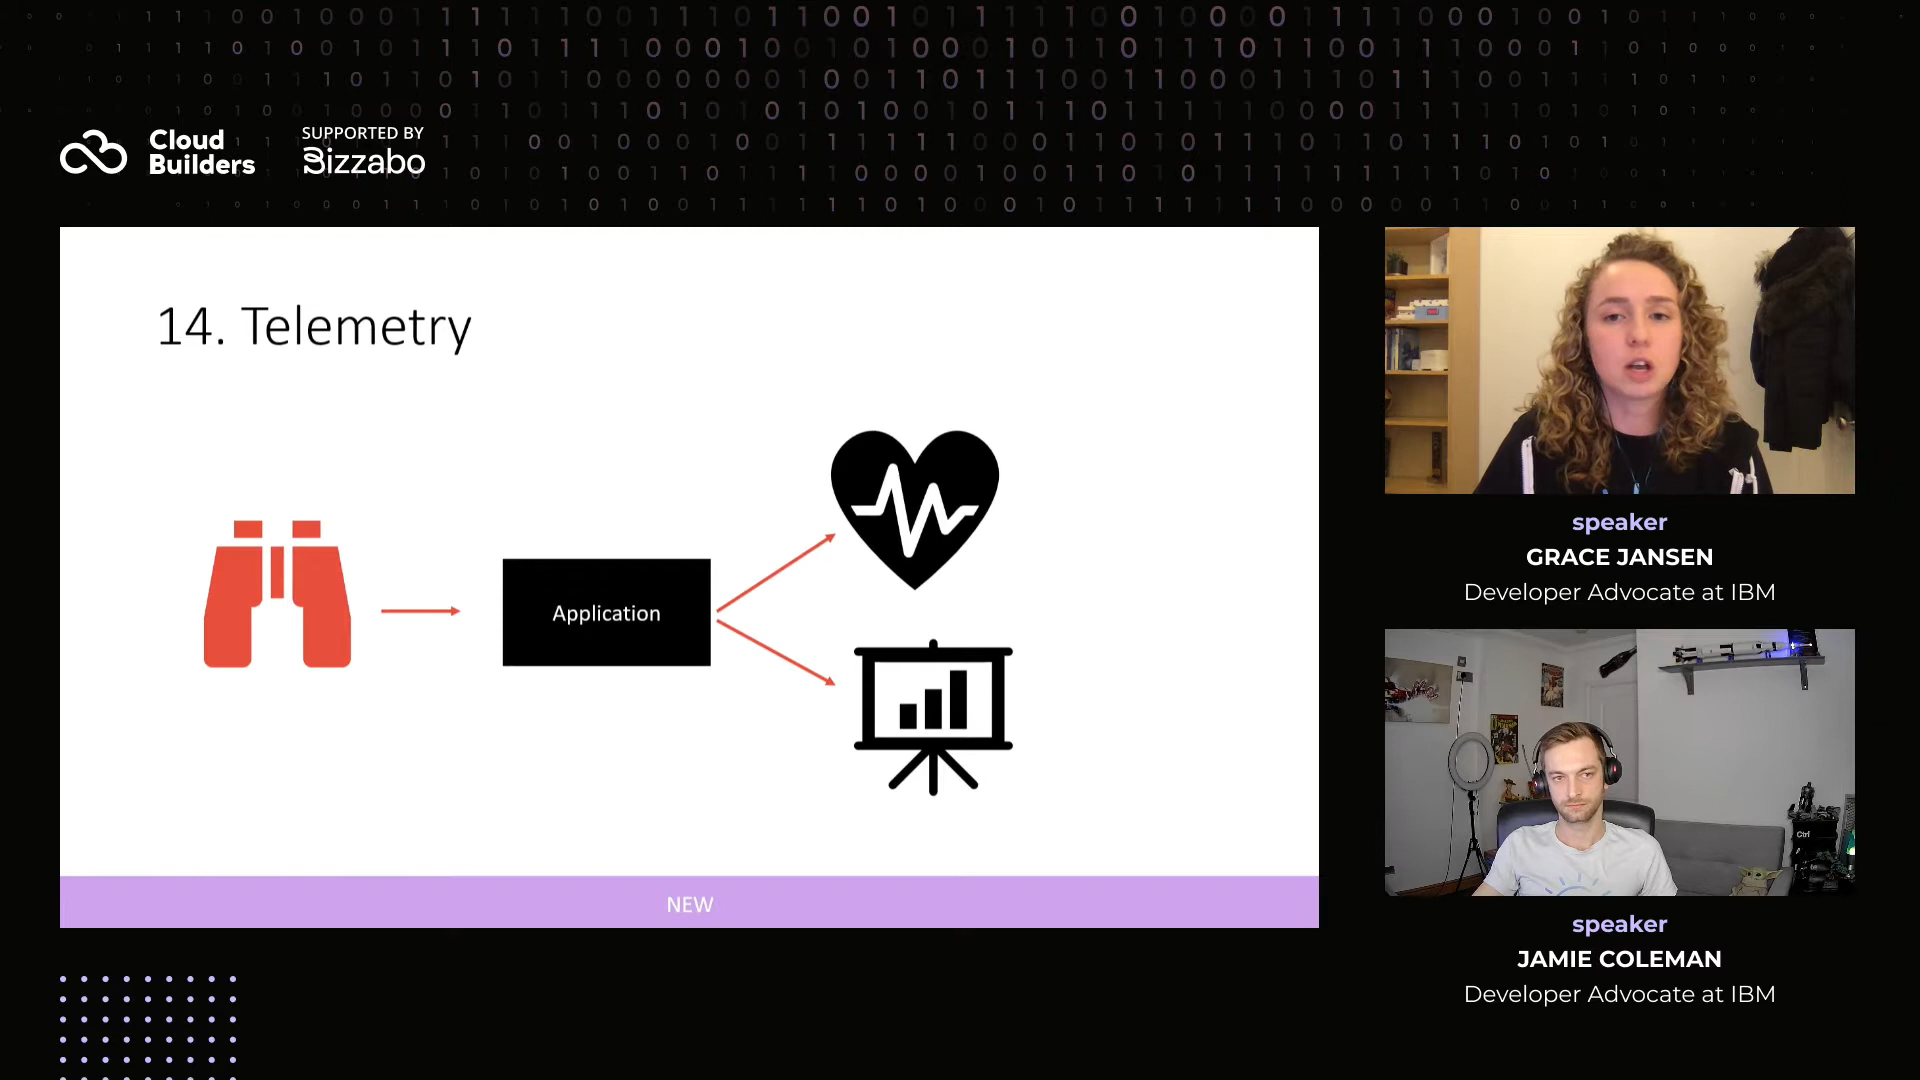 Cloud
Builders
SUPPORTED BY
Bizzabo
14. Telemetry
Application
NEW
speaker
GRACE JANSEN
Developer Advocate at IBM
Ctrl
speaker
JAMIE COLEMAN
Developer Advocate at IBM